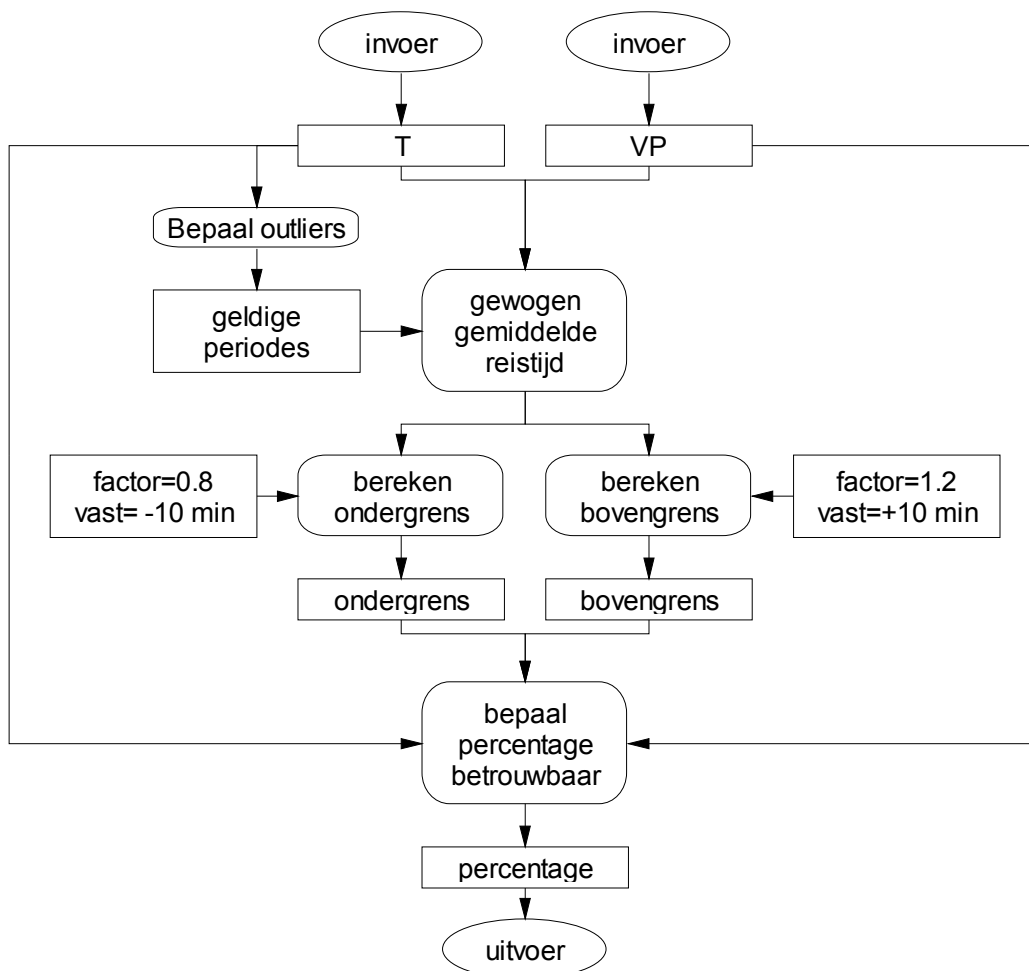 invoer
invoer
T
VP
Bepaal outliers
geldige
periodes
gewogen
gemiddelde
reistijd
factor=0.8
vast= -10 min
bereken
ondergrens
bereken
bovengrens
factor=1.2
vast=+10 min
ondergrens
bovengrens
bepaal
percentage
betrouwbaar
percentage
uitvoer